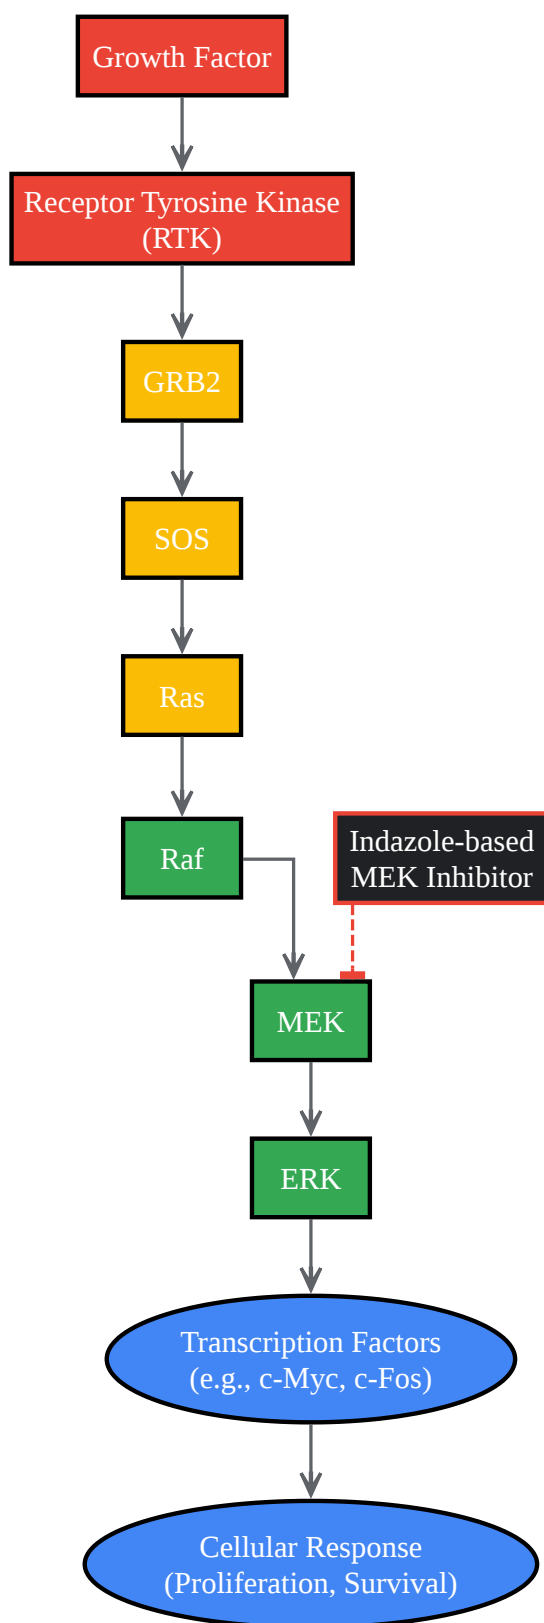 Growth Factor
Receptor Tyrosine Kinase
(RTK)
GRB2
SOS
Ras
Raf
Indazole-based
MEK Inhibitor
MEK
ERK
Transcription Factors
(e.g., c-Myc, c-Fos)
Cellular Response
(Proliferation, Survival)